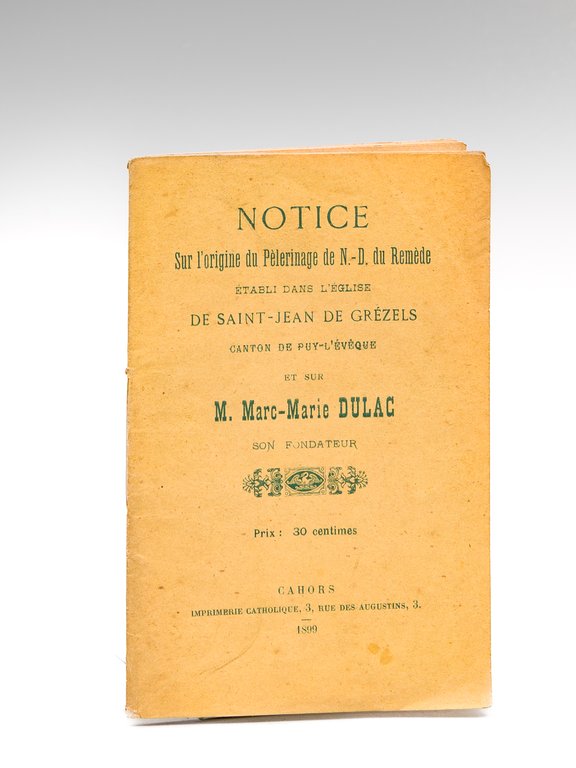 NOTICE
Sur l'origine du Pèlerinage de N.-D. du Remède
ÉTABLI DANS L'ÉGLISE
DE SAINT-JEAN DE GRÉZELS
CANTON DE PUY-L'ÉVÊQUE
ET SUR
M. Marc-Marie DULAC
SON FONDATEUR
Prix : 30 centimes
CAHORS
IMPRIMERIE CATHOLIQUE, 3, RUE DES AUGUSTINS, 3.
1899